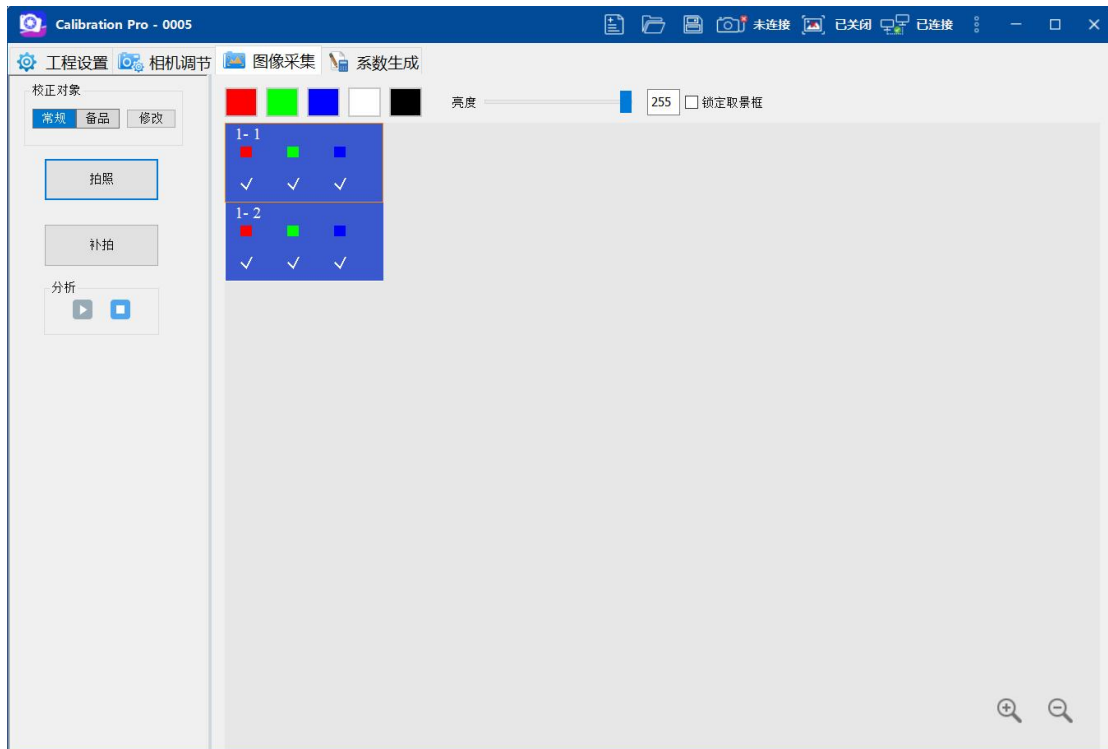 Calibration Pro - 0005
未连接 已关闭 已连接
工程设置 相机调节 图像采集 系数生成
校正对象
常规 备品 修改
拍照
补拍
分析
亮度 255 锁定取景框
1- 1
1- 2